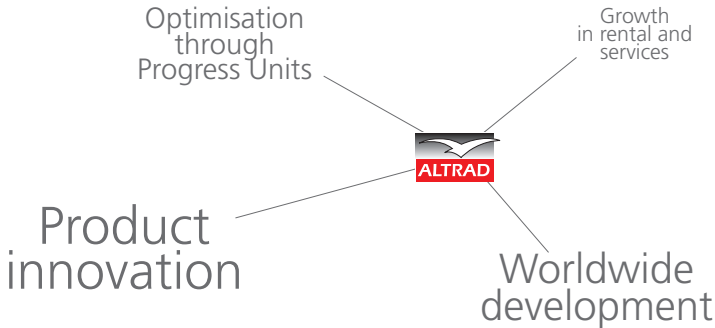 Optimisation
through
Progress Units
Growth
in rental and
services
ALTRAD
Product
innovation
Worldwide
development